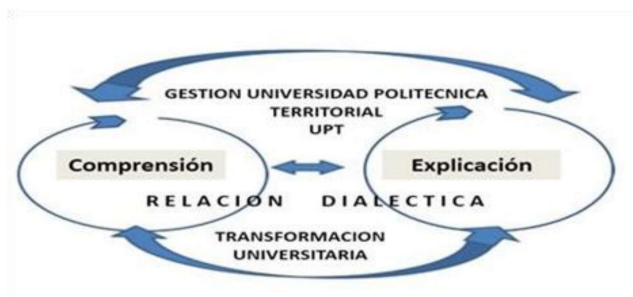 GESTION UNIVERSIDAD POLITECNICA
TERRITORIAL
UPT
Comprensión
Explicación
RELACION DIALECTICA
TRANSFORMACION
UNIVERSITARIA